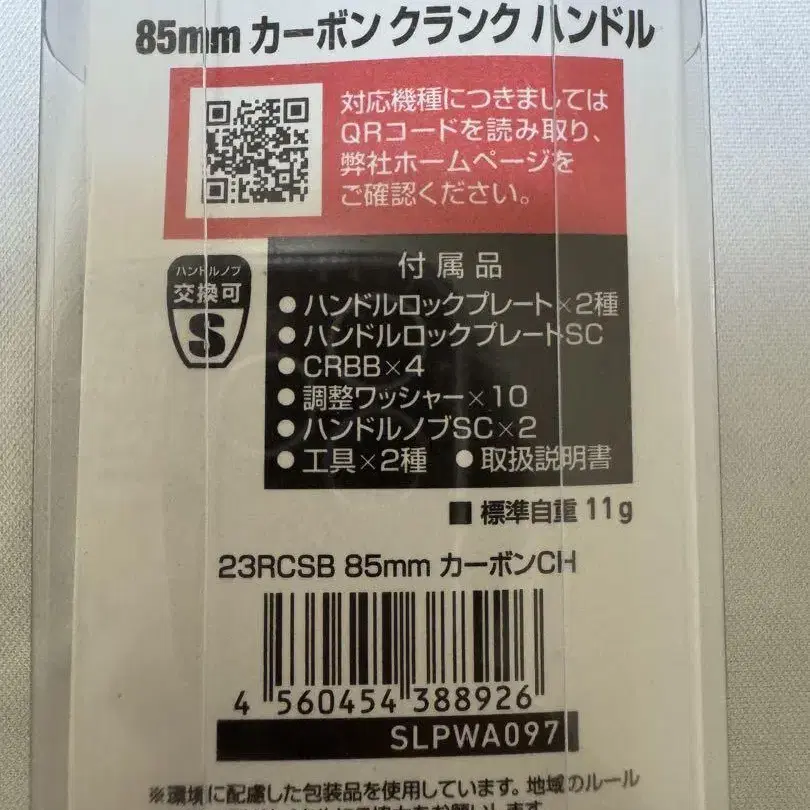 85mm カーボン クランク ハンドル
対応機種につきましては
QRコードを読み取り、
弊社ホームページを
ご確認ください。
ハンドルノブ
交換可
S
付属品
●ハンドルロックプレート×2種
●ハンドルロックプレートSC
●CRBB×4
●調整ワッシャー×10
●ハンドルノブSC×2
●工具×2種 ●取扱説明書
■標準自重 11g
23RCSB 85mm カーボンCH
4 560454 388926
SLPWA097
※環境に配慮した包装品を使用しています。地域のルール
をお願いします。